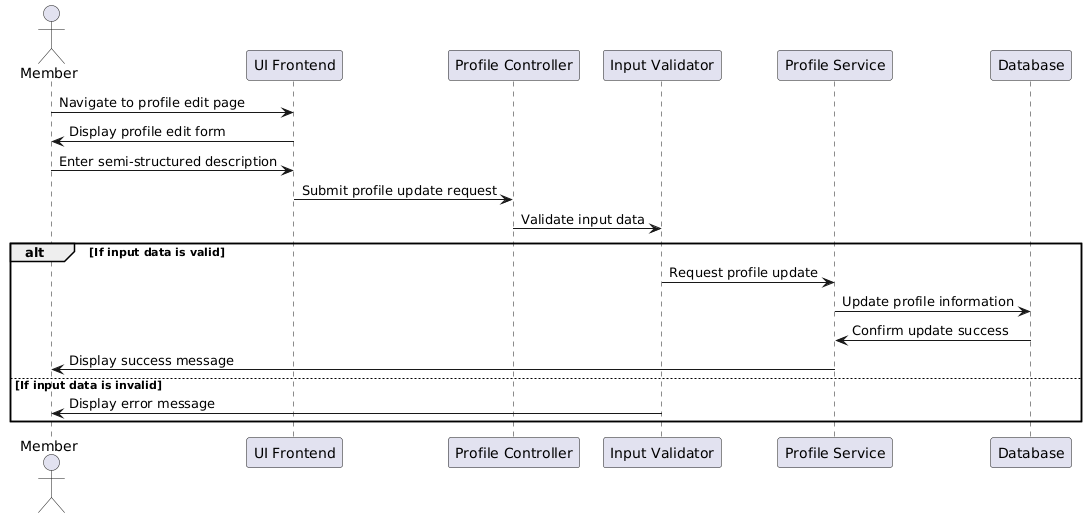 Member
UI Frontend
Profile Controller
Input Validator
Profile Service
Database
Navigate to profile edit page
Display profile edit form
Enter semi-structured description
Submit profile update request
Validate input data
alt
[If input data is valid]
Request profile update
Update profile information
Confirm update success
Display success message
[If input data is invalid]
Display error message
Member
UI Frontend
Profile Controller
Input Validator
Profile Service
Database